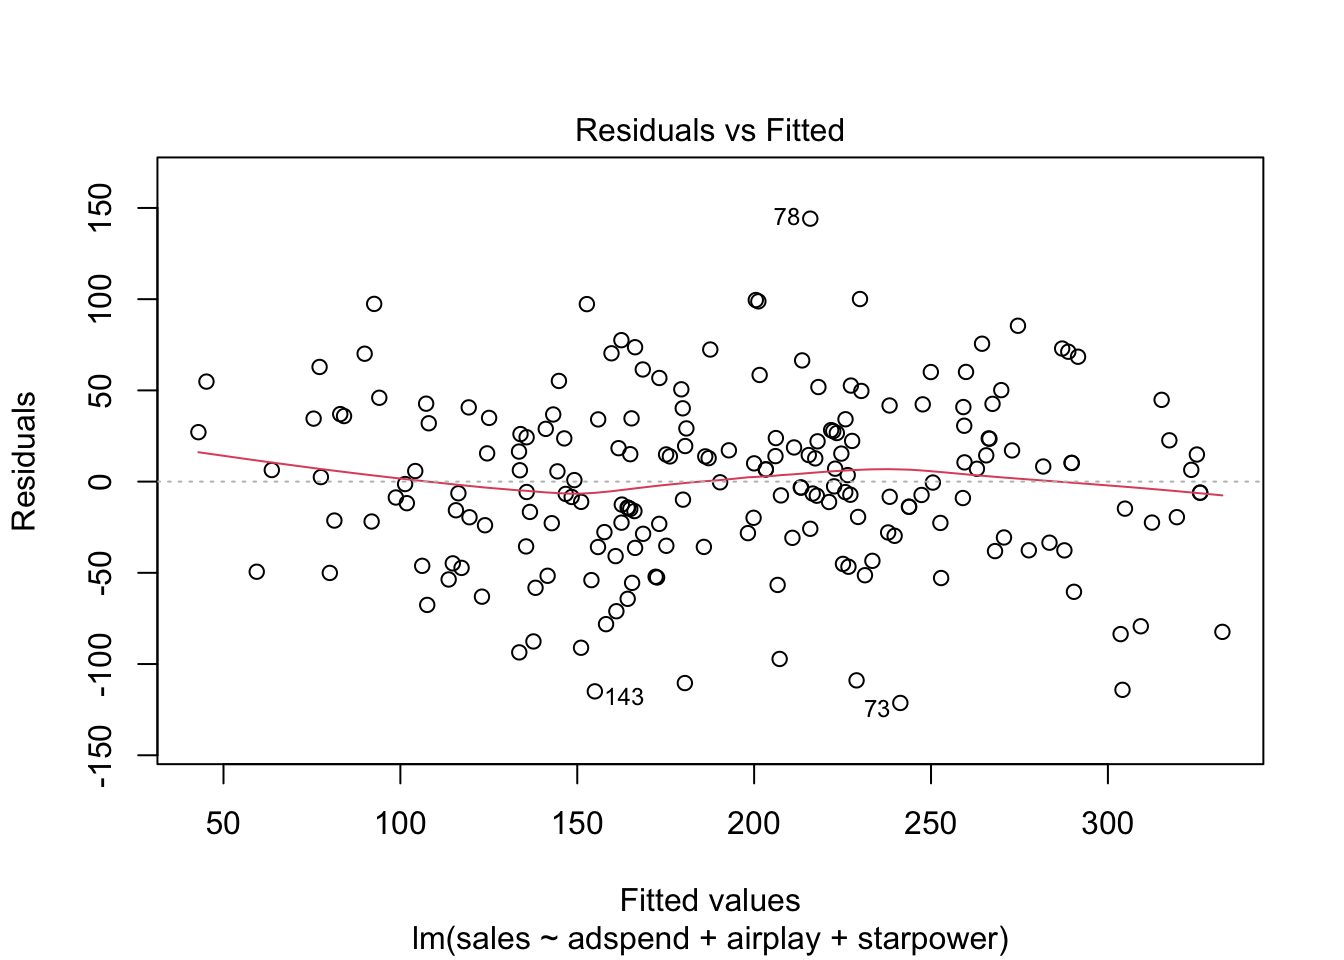 Residuals vs Fitted
Residuals
150
100
50
0
-50
-100
-150
78
143
73
50 100 150 200 250 300
Fitted values
lm(sales ~ adspend + airplay + starpower)